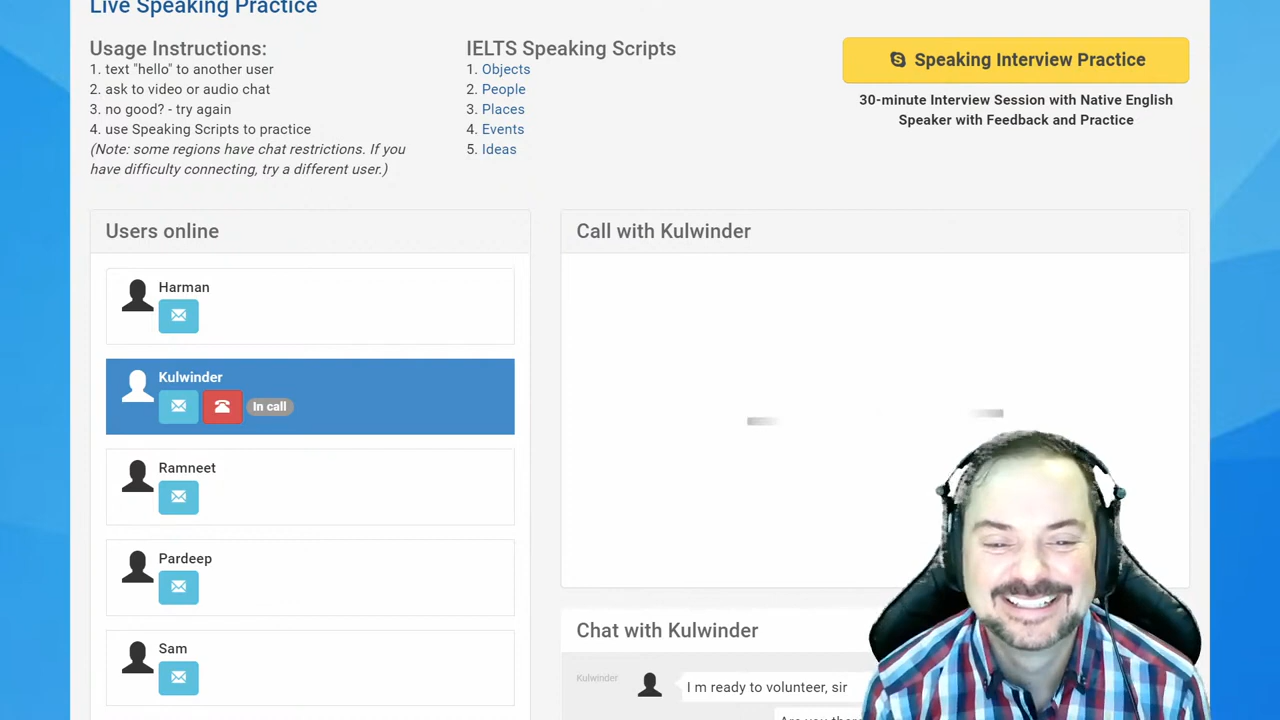 Live Speaking Practice
Usage Instructions:
1. text "hello" to another user
2. ask to video or audio chat
3. no good? - try again
4. use Speaking Scripts to practice
(Note: some regions have chat restrictions. If you
have difficulty connecting, try a different user.)
IELTS Speaking Scripts
1. Objects
2. People
3. Places
4. Events
5. Ideas
Speaking Interview Practice
30-minute Interview Session with Native English
Speaker with Feedback and Practice
Users online
Harman
Kulwinder
In call
Ramneet
Pardeep
Sam
Call with Kulwinder
Chat with Kulwinder
Kulwinder
I m ready to volunteer, sir
Are you there